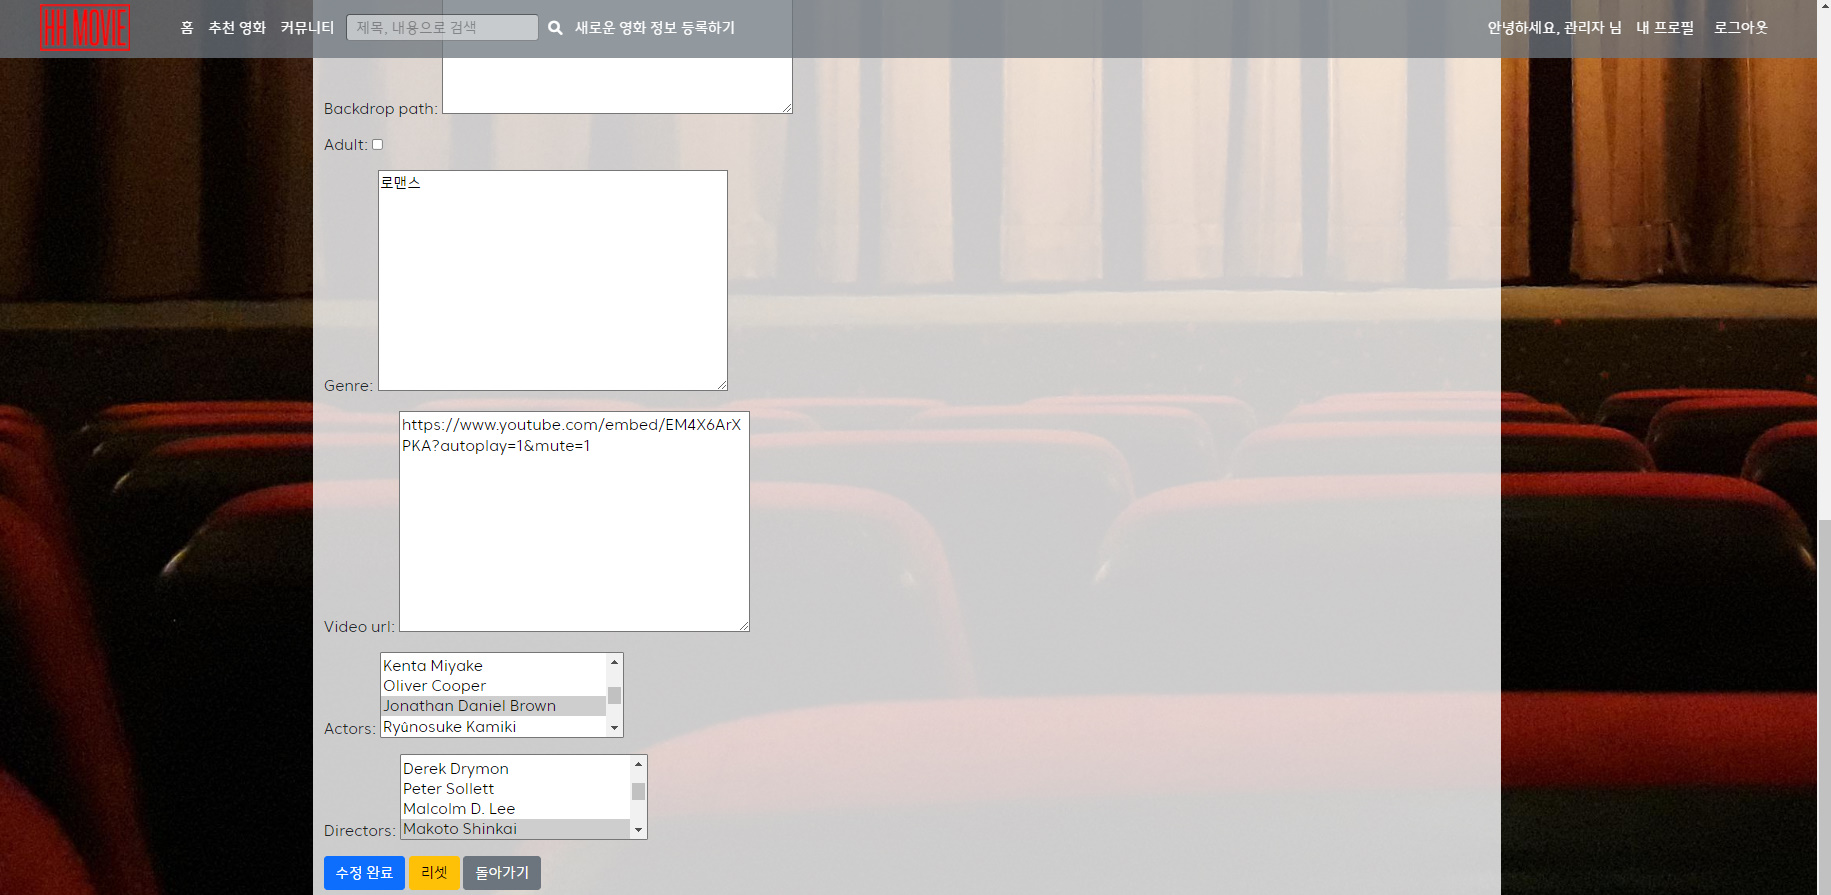 HH MOVIE 홈 추천 영화 커뮤니티 제목, 내용으로 검색 새로운 영화 정보 등록하기 안녕하세요, 관리자 님 내 프로필 로그아웃
Backdrop path:
Adult:
로맨스
Genre:
https://www.youtube.com/embed/EM4X6ArX
PKA?autoplay=1&mute=1
Video url:
Kenta Miyake
Oliver Cooper
Jonathan Daniel Brown
Ryûnosuke Kamiki
Actors:
Derek Drymon
Peter Sollett
Malcolm D. Lee
Makoto Shinkai
Directors:
수정 완료 리셋 돌아가기